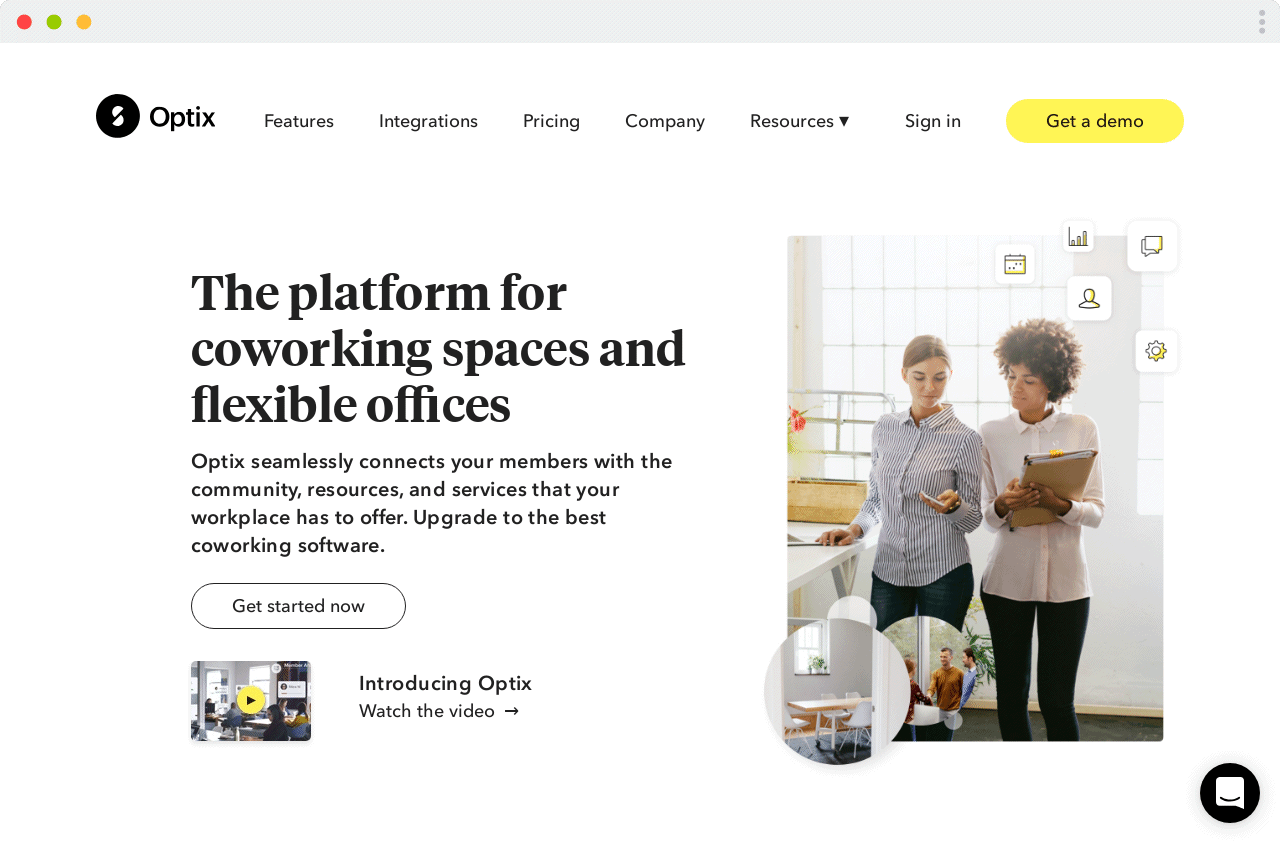 Optix
Features
Integrations
Pricing
Company
Resources ▾
Sign in
Get a demo
The platform for
coworking spaces and
flexible offices
Optix seamlessly connects your members with the
community, resources, and services that your
workplace has to offer. Upgrade to the best
coworking software.
Get started now
Introducing Optix
Watch the video →